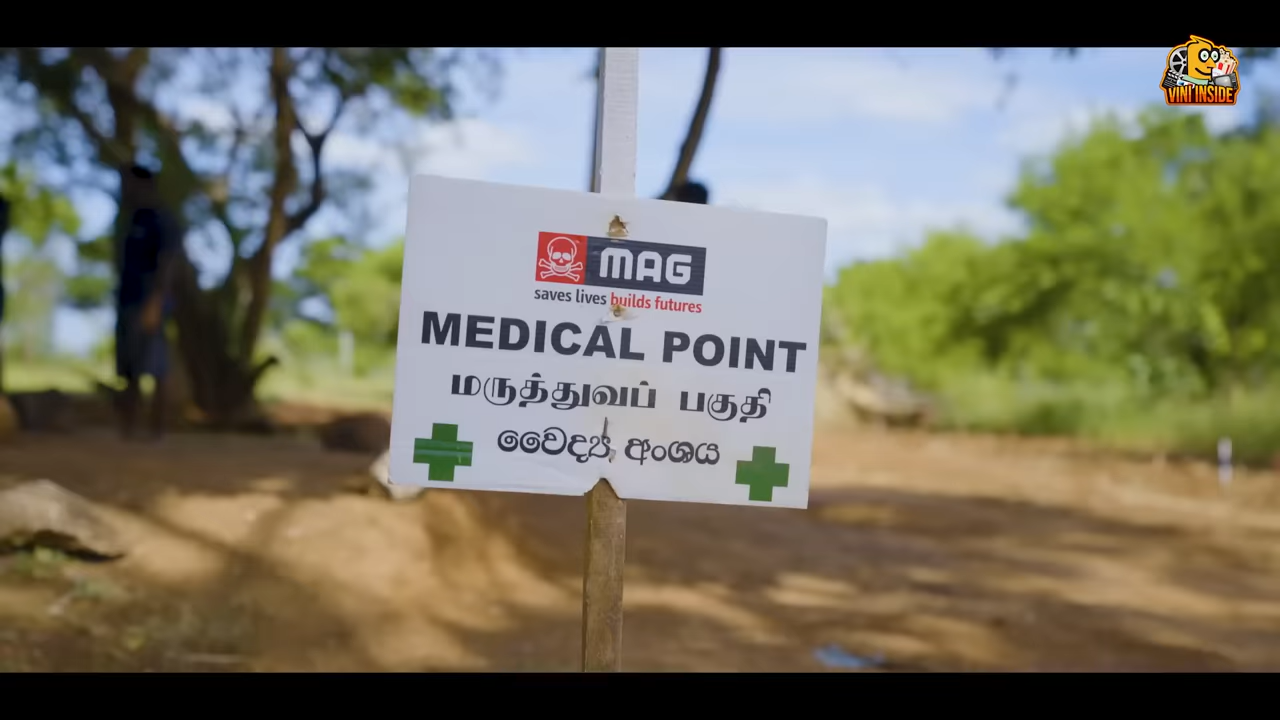 VINI INSIDE
MAG
saves lives builds futures
MEDICAL POINT
மருத்துவப் பகுதி
වෛද්‍ය අංශය